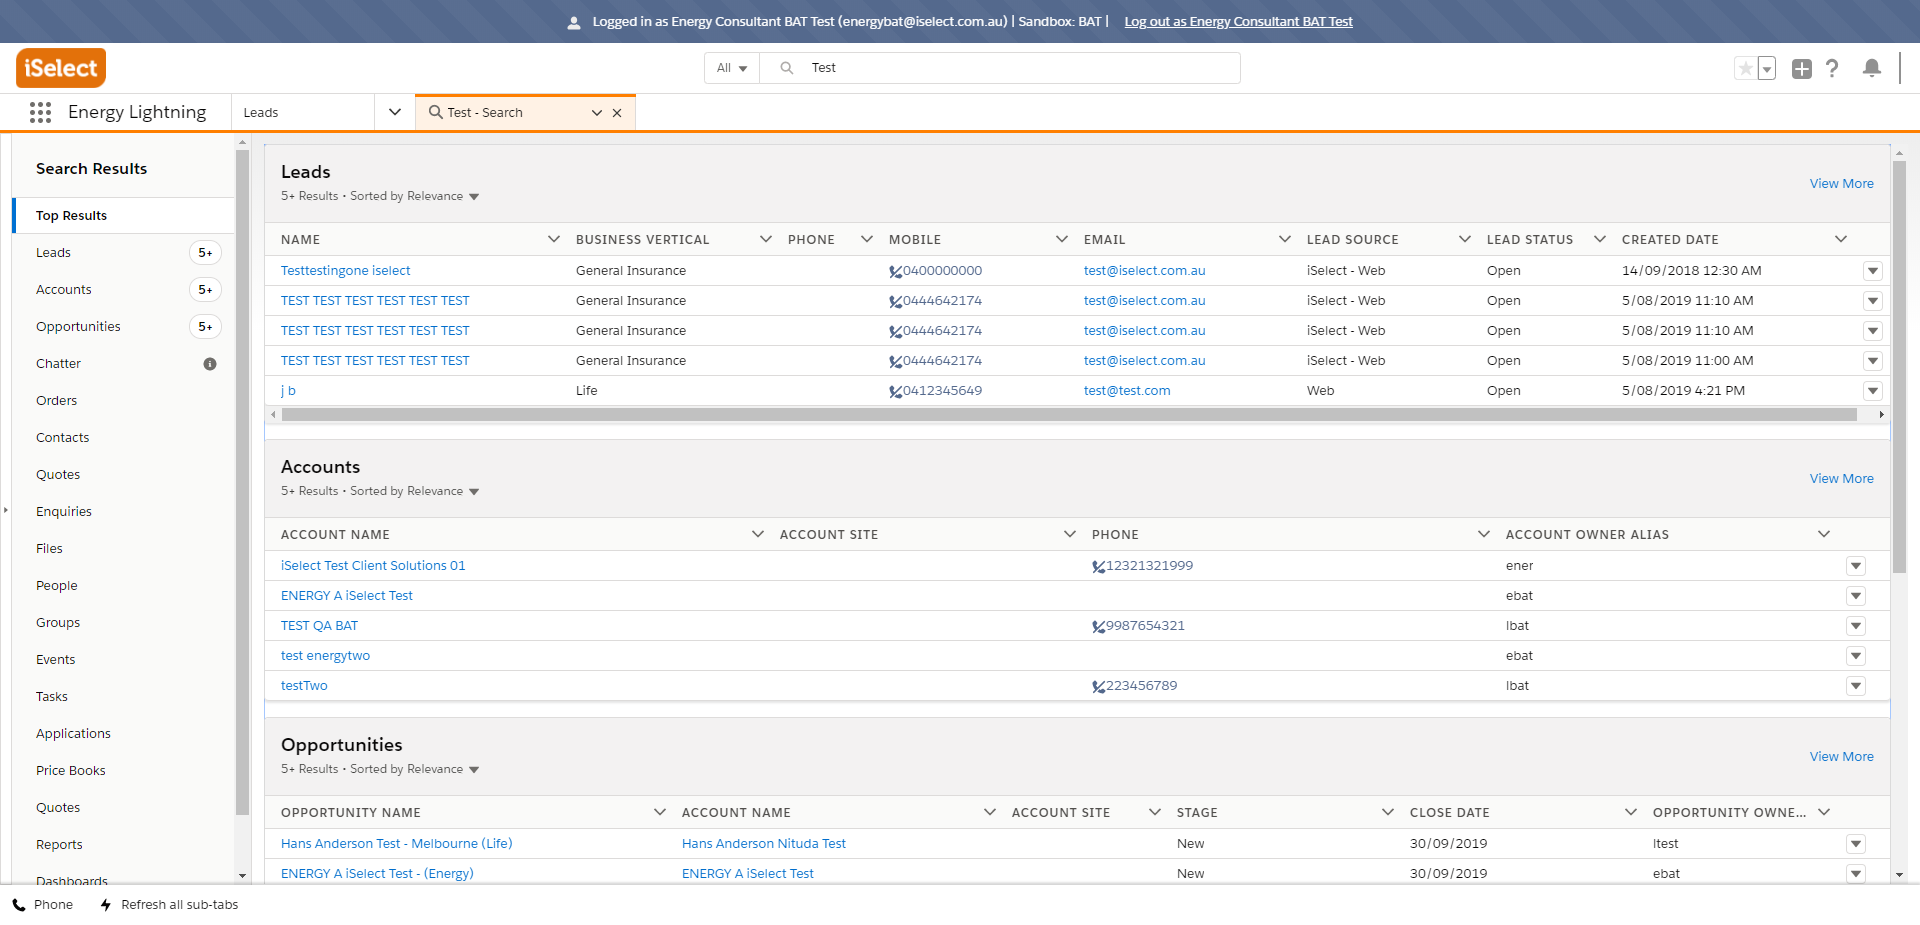 Logged in as Energy Consultant BAT Test (energybat@iselect.com.au) | Sandbox: BAT | Log out as Energy Consultant BAT Test
iSelect
All Test
Energy Lightning Leads Test - Search
Search Results
Top Results
Leads 5+
Accounts 5+
Opportunities 5+
Chatter
Orders
Contacts
Quotes
Enquiries
Files
People
Groups
Events
Tasks
Applications
Price Books
Quotes
Reports
Dashboards
Leads
5+ Results • Sorted by Relevance
View More
NAME BUSINESS VERTICAL PHONE MOBILE EMAIL LEAD SOURCE LEAD STATUS CREATED DATE
Testtestingone iselect General Insurance 0400000000 test@iselect.com.au iSelect - Web Open 14/09/2018 12:30 AM
TEST TEST TEST TEST TEST TEST General Insurance 0444642174 test@iselect.com.au iSelect - Web Open 5/08/2019 11:10 AM
TEST TEST TEST TEST TEST TEST General Insurance 0444642174 test@iselect.com.au iSelect - Web Open 5/08/2019 11:10 AM
TEST TEST TEST TEST TEST TEST General Insurance 0444642174 test@iselect.com.au iSelect - Web Open 5/08/2019 11:00 AM
j b Life 0412345649 test@test.com Web Open 5/08/2019 4:21 PM
Accounts
5+ Results • Sorted by Relevance
View More
ACCOUNT NAME ACCOUNT SITE PHONE ACCOUNT OWNER ALIAS
iSelect Test Client Solutions 01 12321321999 ener
ENERGY A iSelect Test ebat
TEST QA BAT 9987654321 lbat
test energytwo ebat
testTwo 223456789 lbat
Opportunities
5+ Results • Sorted by Relevance
View More
OPPORTUNITY NAME ACCOUNT NAME ACCOUNT SITE STAGE CLOSE DATE OPPORTUNITY OWNE...
Hans Anderson Test - Melbourne (Life) Hans Anderson Nituda Test New 30/09/2019 ltest
ENERGY A iSelect Test - (Energy) ENERGY A iSelect Test New 30/09/2019 ebat
Phone Refresh all sub-tabs